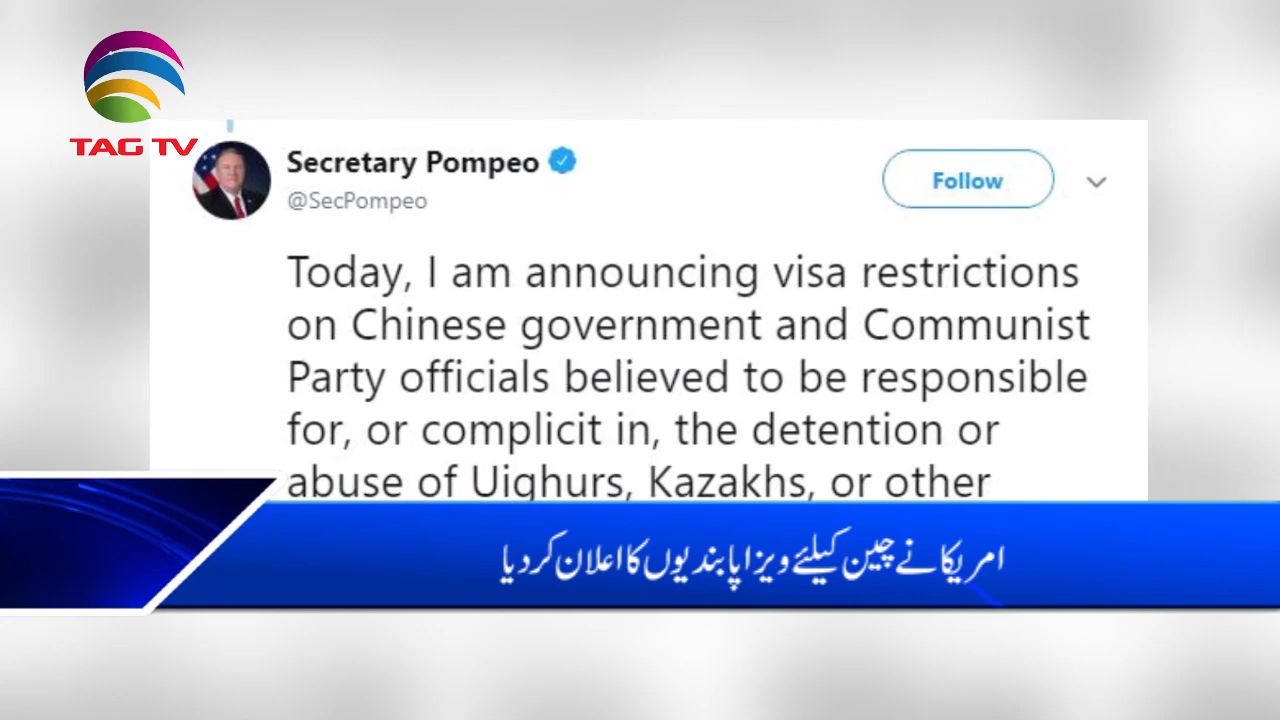 TAG TV
Secretary Pompeo
@SecPompeo
Follow
Today, I am announcing visa restrictions
on Chinese government and Communist
Party officials believed to be responsible
for, or complicit in, the detention or
abuse of Uighurs, Kazakhs, or other
امریکا نے چین کیلئے ویزا پابندیوں کا اعلان کردیا